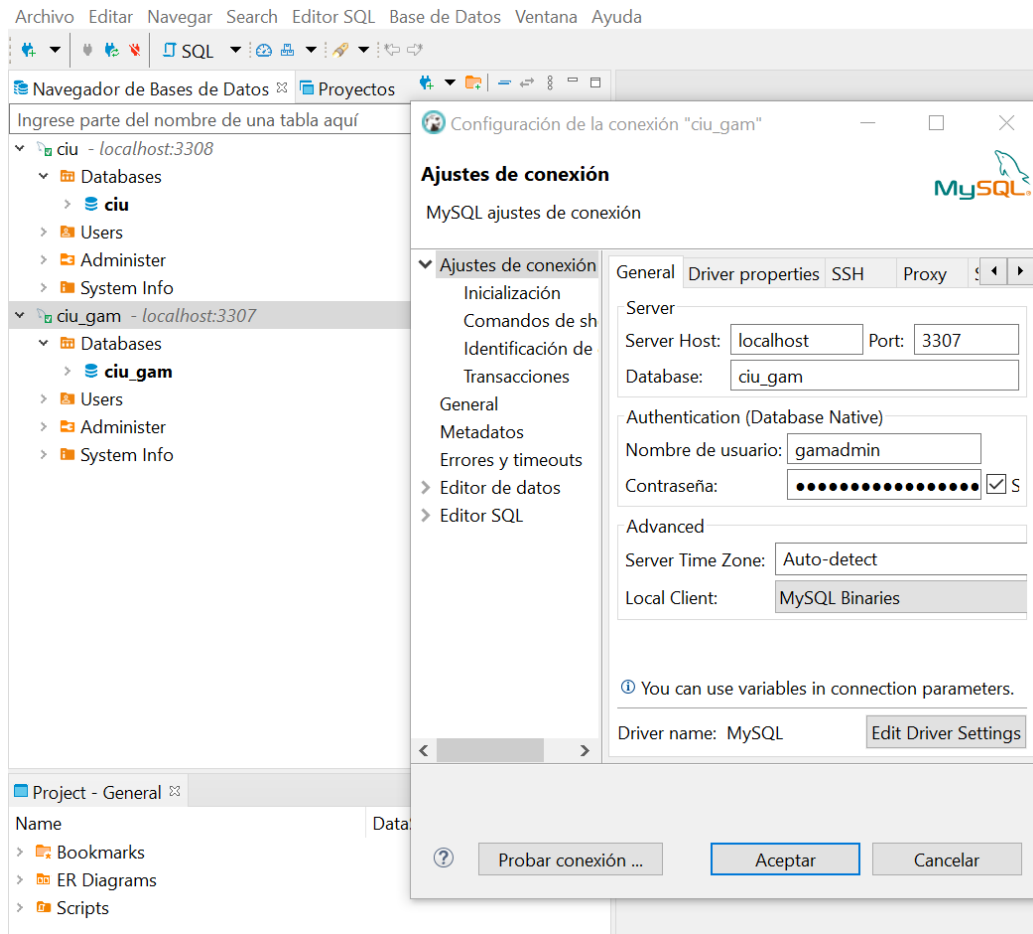 Archivo Editar Navegar Search Editor SQL Base de Datos Ventana Ayuda
SQL
Navegador de Bases de Datos Proyectos
Ingrese parte del nombre de una tabla aquí
ciu - localhost:3308
Databases
ciu
Users
Administer
System Info
ciu_gam - localhost:3307
Databases
ciu_gam
Users
Administer
System Info
Project - General
Name
Bookmarks
ER Diagrams
Scripts
Configuración de la conexión "ciu_gam"
Ajustes de conexión
MySQL ajustes de conexión
MySQL
Ajustes de conexión
Inicialización
Comandos de sh
Identificación de
Transacciones
General
Metadatos
Errores y timeouts
Editor de datos
Editor SQL
General Driver properties SSH Proxy
Server
Server Host: localhost Port: 3307
Database: ciu_gam
Authentication (Database Native)
Nombre de usuario: gamadmin
Contraseña: ●●●●●●●●●●●●●●●●● S
Advanced
Server Time Zone: Auto-detect
Local Client: MySQL Binaries
You can use variables in connection parameters.
Driver name: MySQL Edit Driver Settings
Probar conexión ... Aceptar Cancelar